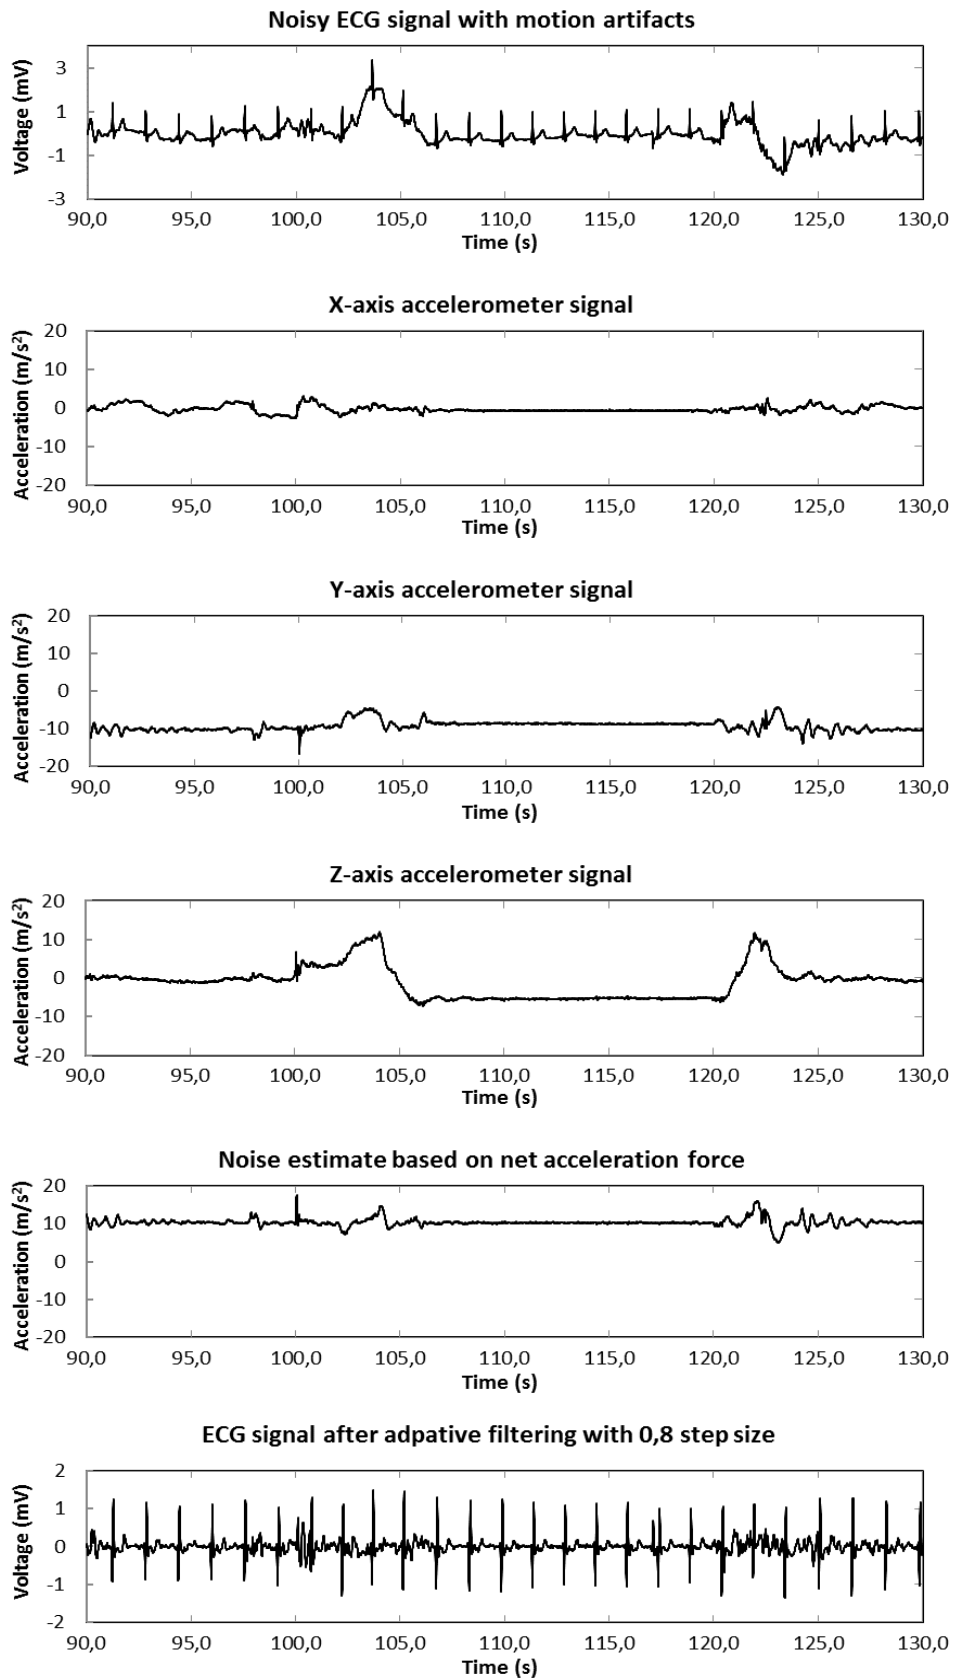 Noisy ECG signal with motion artifacts
Voltage (mV)
3
1
-1
-3
90,0 95,0 100,0 105,0 110,0 115,0 120,0 125,0 130,0
Time (s)
X-axis accelerometer signal
Acceleration (m/s²)
20
10
0
-10
-20
90,0 95,0 100,0 105,0 110,0 115,0 120,0 125,0 130,0
Time (s)
Y-axis accelerometer signal
Acceleration (m/s²)
20
10
0
-10
-20
90,0 95,0 100,0 105,0 110,0 115,0 120,0 125,0 130,0
Time (s)
Z-axis accelerometer signal
Acceleration (m/s²)
20
10
0
-10
-20
90,0 95,0 100,0 105,0 110,0 115,0 120,0 125,0 130,0
Time (s)
Noise estimate based on net acceleration force
Acceleration (m/s²)
20
10
0
-10
-20
90,0 95,0 100,0 105,0 110,0 115,0 120,0 125,0 130,0
Time (s)
ECG signal after adpative filtering with 0,8 step size
Voltage (mV)
2
1
0
-1
-2
90,0 95,0 100,0 105,0 110,0 115,0 120,0 125,0 130,0
Time (s)